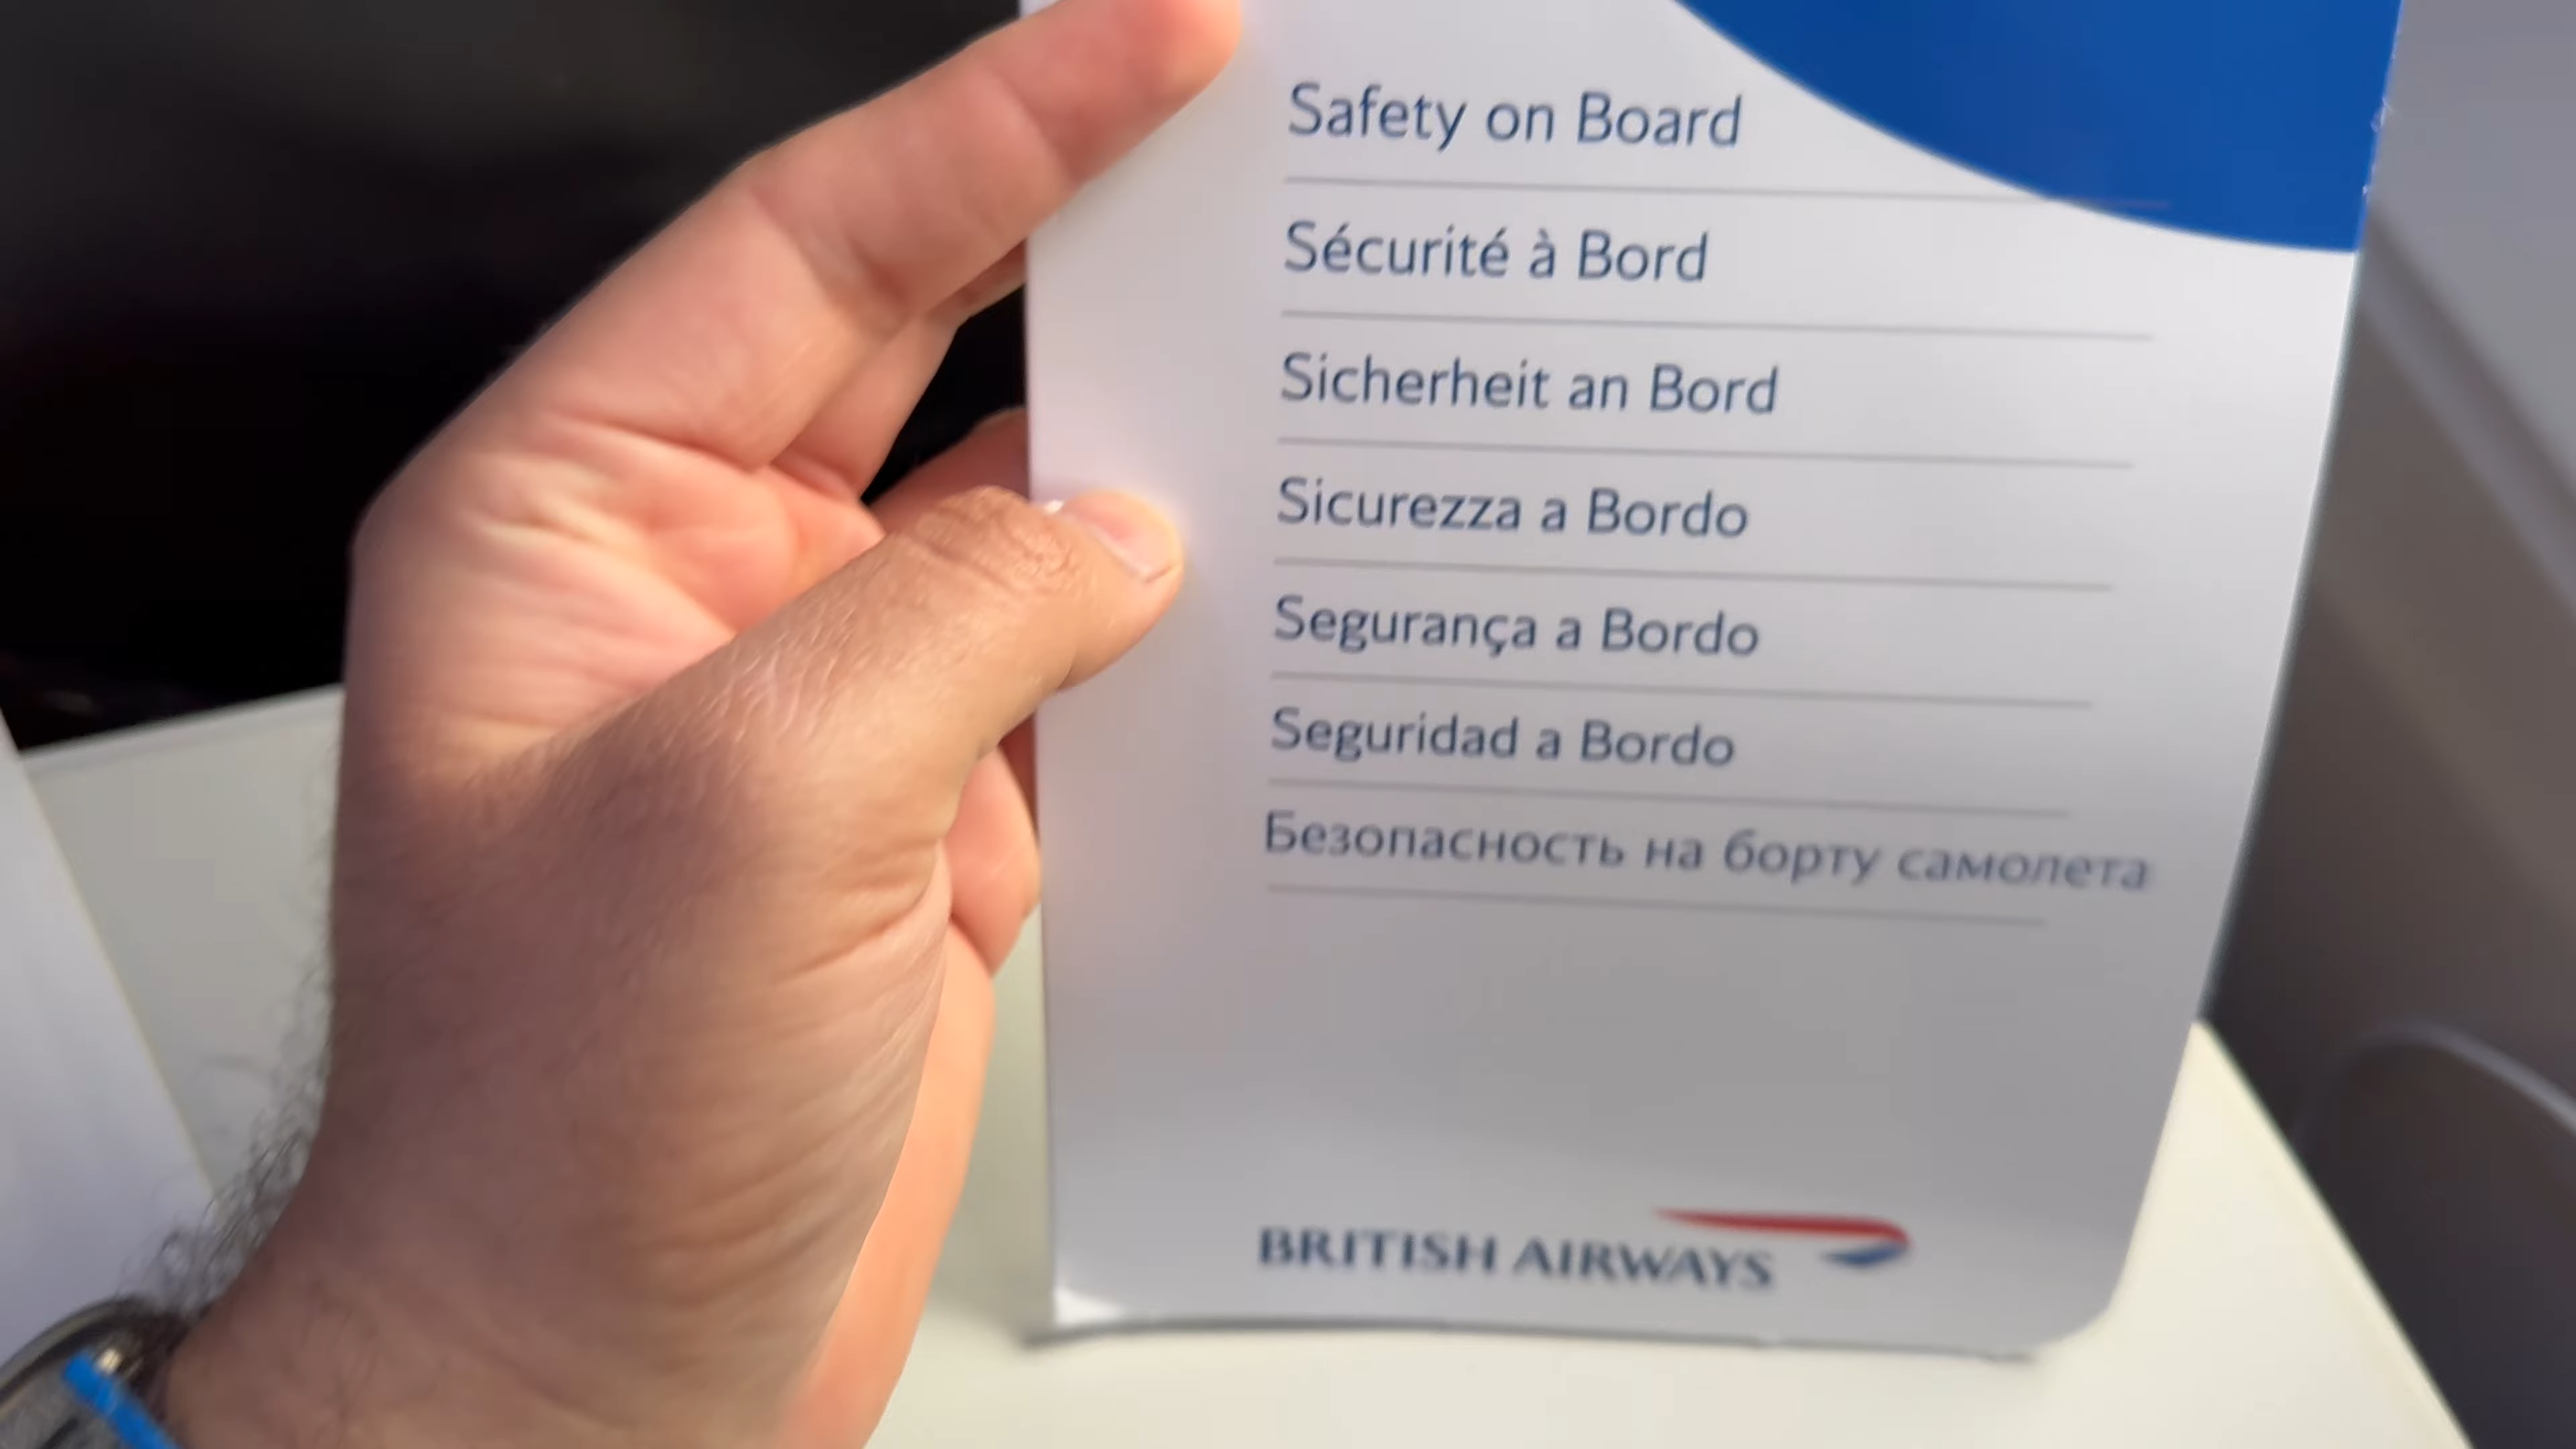 Safety on Board
Sécurité à Bord
Sicherheit an Bord
Sicurezza a Bordo
Segurança a Bordo
Seguridad a Bordo
Безопасность на борту самолета
BRITISH AIRWAYS